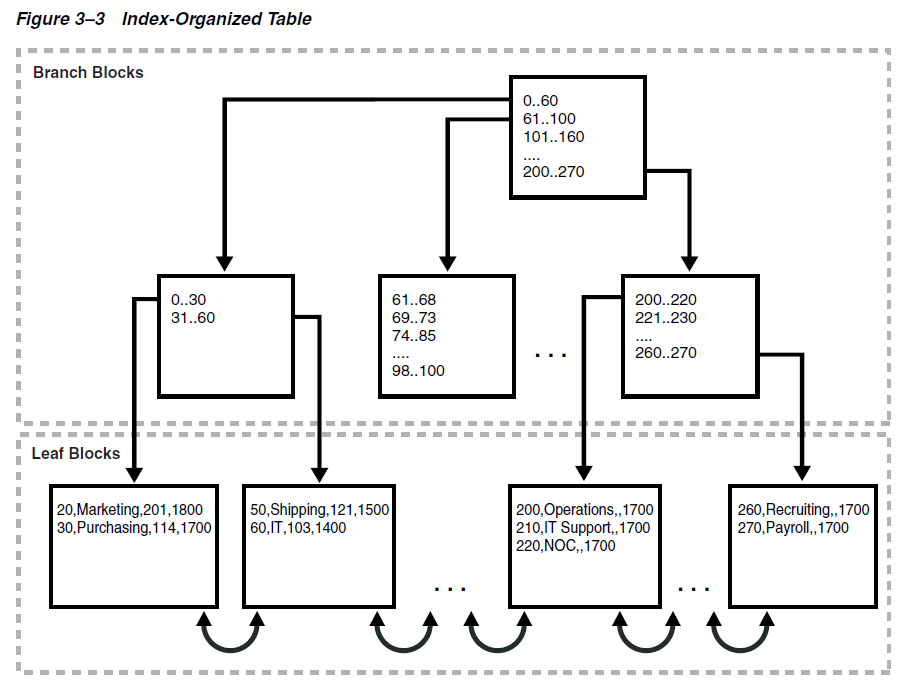 Figure 3–3 Index-Organized Table
Branch Blocks
0..60
61..100
101..160
....
200..270
0..30
31..60
61..68
69..73
74..85
....
98..100
. . .
200..220
221..230
....
260..270
Leaf Blocks
20,Marketing,201,1800
30,Purchasing,114,1700
50,Shipping,121,1500
60,IT,103,1400
. . .
200,Operations,,1700
210,IT Support,,1700
220,NOC,,1700
. . .
260,Recruiting,,1700
270,Payroll,,1700